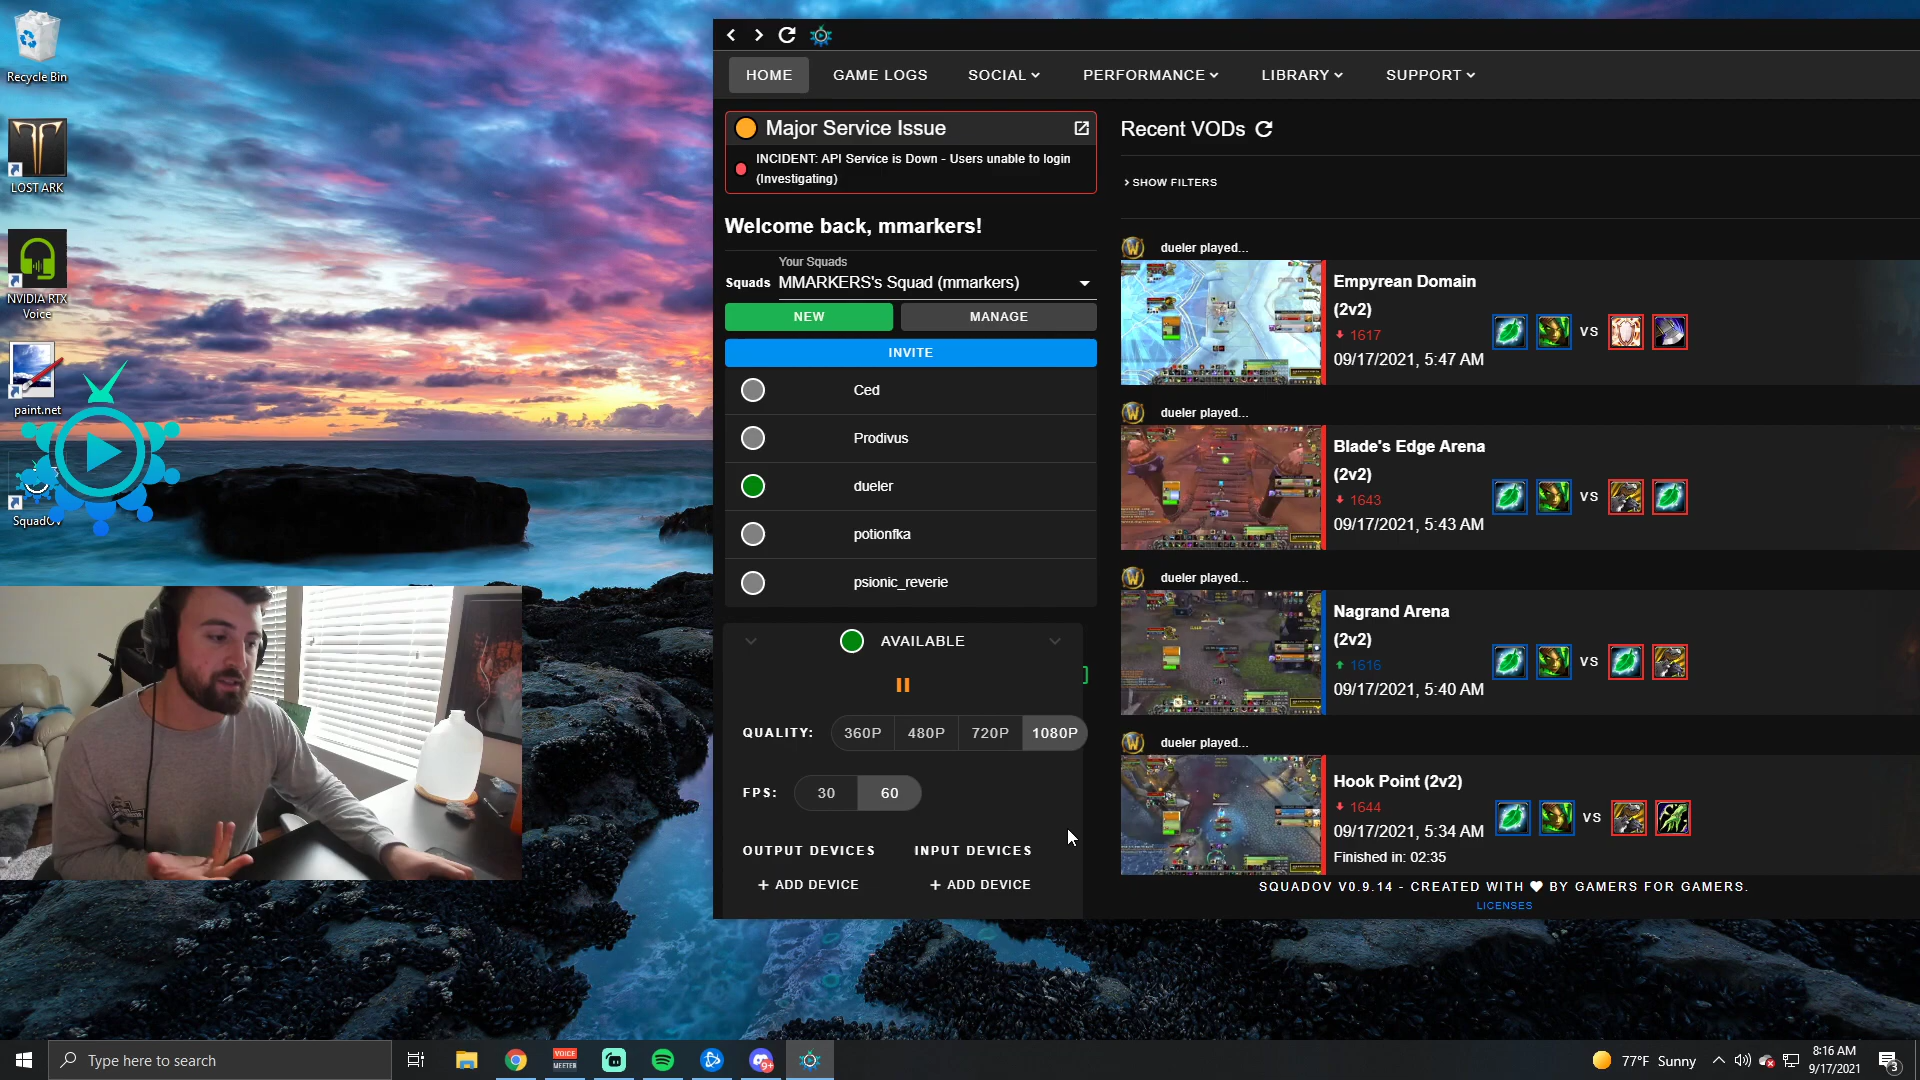 Recycle Bin
LOST ARK
NVIDIA RTX
Voice
paint.net
HOME
GAME LOGS
SOCIAL
PERFORMANCE
LIBRARY
SUPPORT
Major Service Issue
INCIDENT: API Service is Down - Users unable to login
(Investigating)
Welcome back, mmarkers!
Your Squads
Squads MMARKERS's Squad (mmarkers)
NEW
MANAGE
INVITE
Ced
Prodivus
dueler
potionfka
psionic_reverie
AVAILABLE
QUALITY: 360P 480P 720P 1080P
FPS: 30 60
OUTPUT DEVICES
INPUT DEVICES
+ ADD DEVICE
+ ADD DEVICE
Recent VODs
> SHOW FILTERS
dueler played...
Empyrean Domain
(2v2)
1617
VS
09/17/2021, 5:47 AM
dueler played...
Blade's Edge Arena
(2v2)
1643
VS
09/17/2021, 5:43 AM
dueler played...
Nagrand Arena
(2v2)
1616
VS
09/17/2021, 5:40 AM
dueler played...
Hook Point (2v2)
1644
VS
09/17/2021, 5:34 AM
Finished in: 02:35
SQUADOV V0.9.14 - CREATED WITH ♥ BY GAMERS FOR GAMERS.
LICENSES
Type here to search
VOICE
MEETER
9+
77°F Sunny
8:16 AM
9/17/2021
3